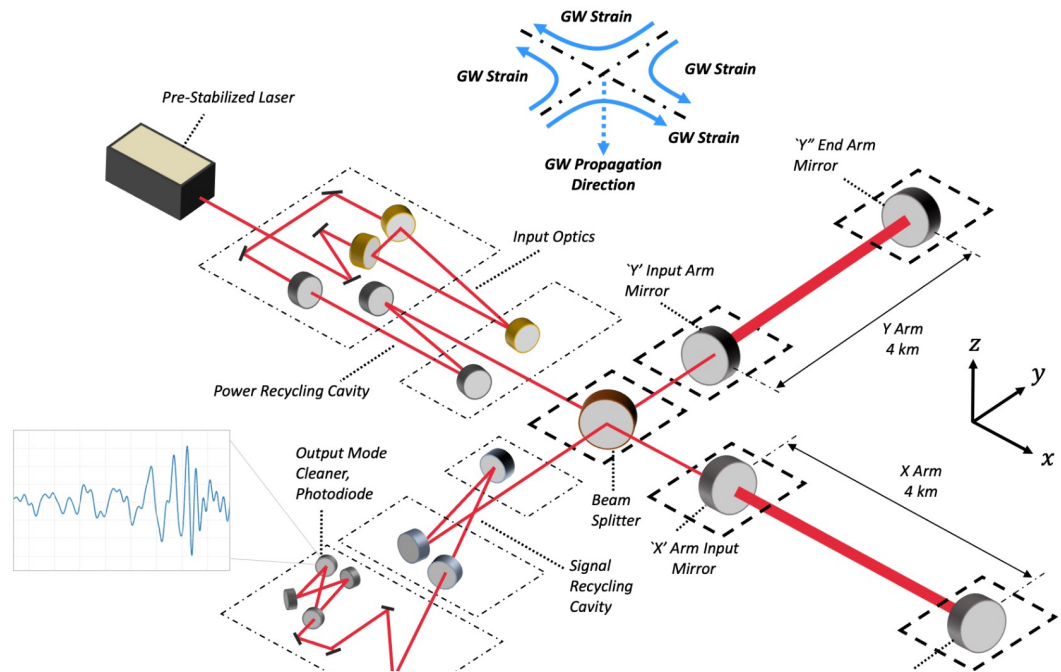 GW Strain
GW Strain
GW Strain
GW Strain
GW Propagation
Direction
Pre-Stabilized Laser
`Y" End Arm
Mirror
Input Optics
'Y' Input Arm
Mirror
Y Arm
4 km
Power Recycling Cavity
z
y
x
Output Mode
Cleaner,
Photodiode
Beam
Splitter
X Arm
4 km
`X' Arm Input
Mirror
Signal
Recycling
Cavity